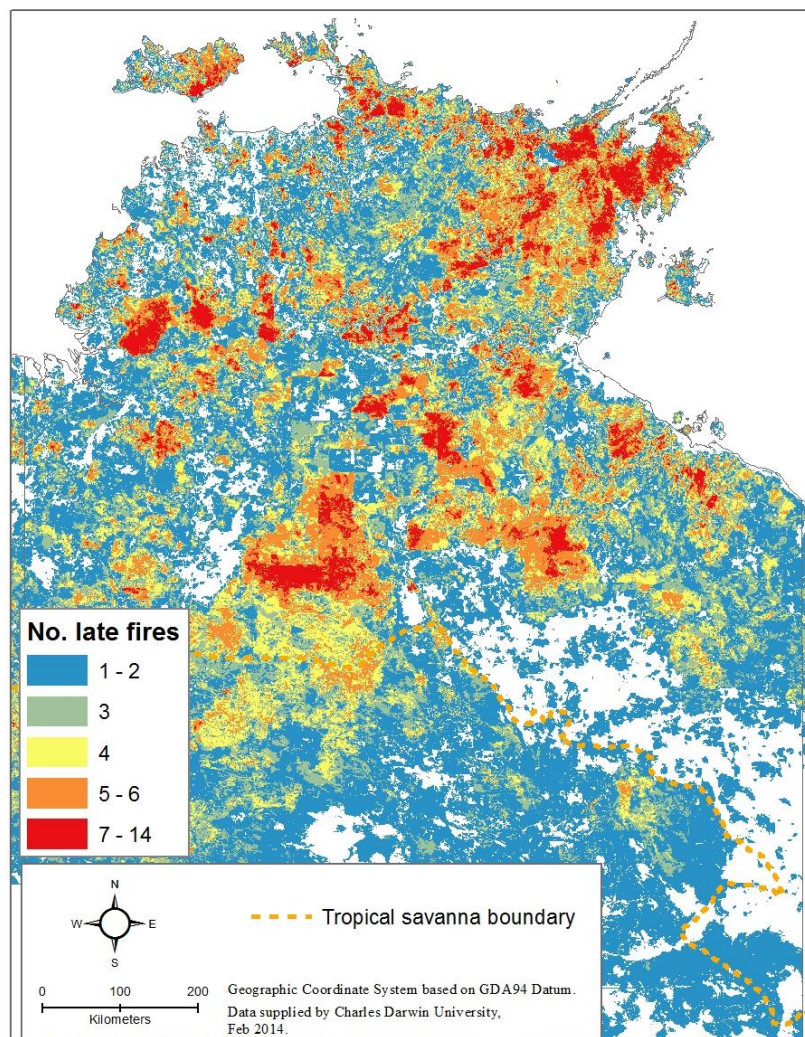 No. late fires
1 - 2
3
4
5 - 6
7 - 14
N
W
E
S
Tropical savanna boundary
0
100
200
Kilometers
Geographic Coordinate System based on GDA94 Datum.
Data supplied by Charles Darwin University,
Feb 2014.